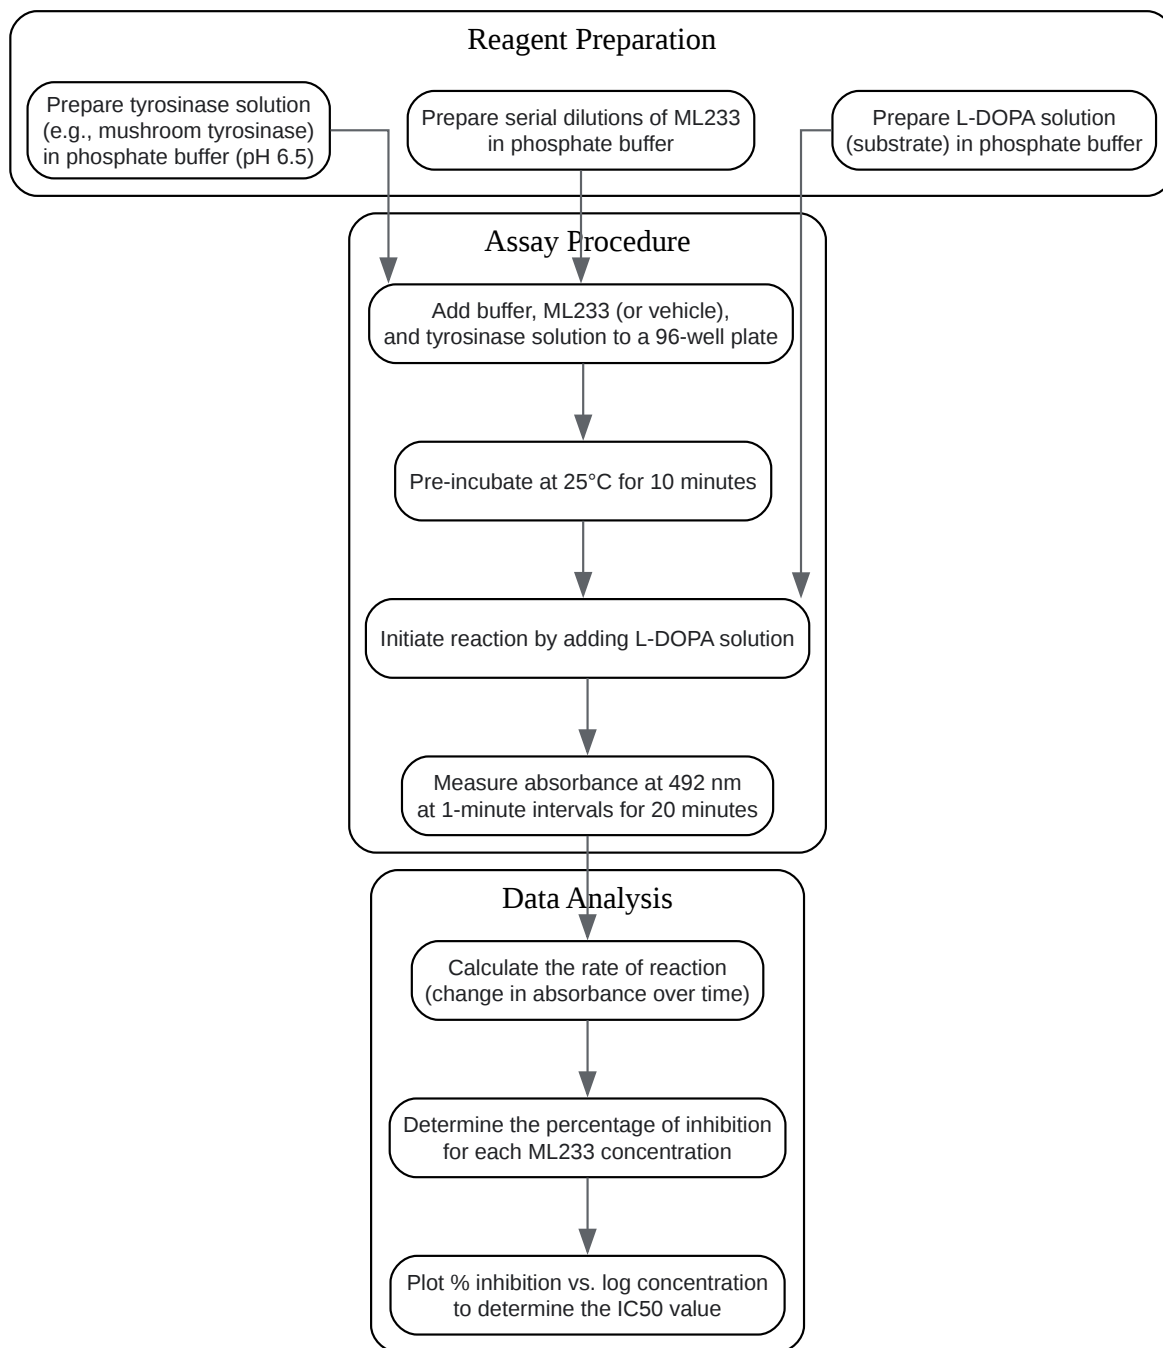 Reagent Preparation
Prepare tyrosinase solution
(e.g., mushroom tyrosinase)
in phosphate buffer (pH 6.5)
Prepare serial dilutions of ML233
in phosphate buffer
Prepare L-DOPA solution
(substrate) in phosphate buffer
Assay Procedure
Add buffer, ML233 (or vehicle),
and tyrosinase solution to a 96-well plate
Pre-incubate at 25°C for 10 minutes
Initiate reaction by adding L-DOPA solution
Measure absorbance at 492 nm
at 1-minute intervals for 20 minutes
Data Analysis
Calculate the rate of reaction
(change in absorbance over time)
Determine the percentage of inhibition
for each ML233 concentration
Plot % inhibition vs. log concentration
to determine the IC50 value